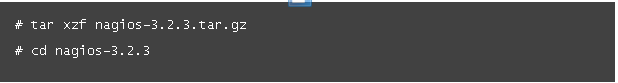 # tar xzf nagios-3.2.3.tar.gz
# cd nagios-3.2.3